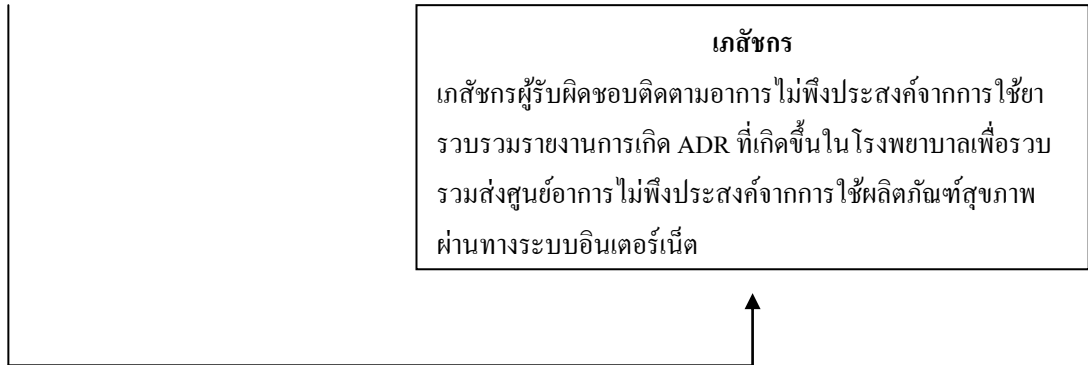 เภสัชกร
เภสัชกรผู้รับผิดชอบติดตามอาการไม่พึงประสงค์จากการใช้ยา
รวบรวมรายงานการเกิด ADR ที่เกิดขึ้นในโรงพยาบาลเพื่อรวบ
รวมส่งศูนย์อาการไม่พึงประสงค์จากการใช้ผลิตภัณฑ์สุขภาพ
ผ่านทางระบบอินเตอร์เน็ต